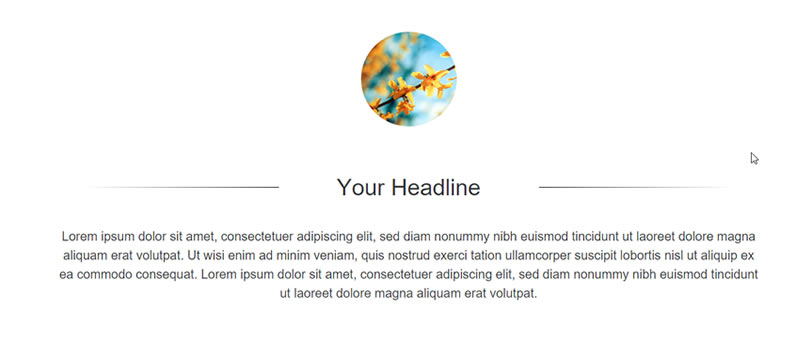 Your Headline
Lorem ipsum dolor sit amet, consectetuer adipiscing elit, sed diam nonummy nibh euismod tincidunt ut laoreet dolore magna
aliquam erat volutpat. Ut wisi enim ad minim veniam, quis nostrud exerci tation ullamcorper suscipit lobortis nisl ut aliquip ex
ea commodo consequat. Lorem ipsum dolor sit amet, consectetuer adipiscing elit, sed diam nonummy nibh euismod tincidunt
ut laoreet dolore magna aliquam erat volutpat.